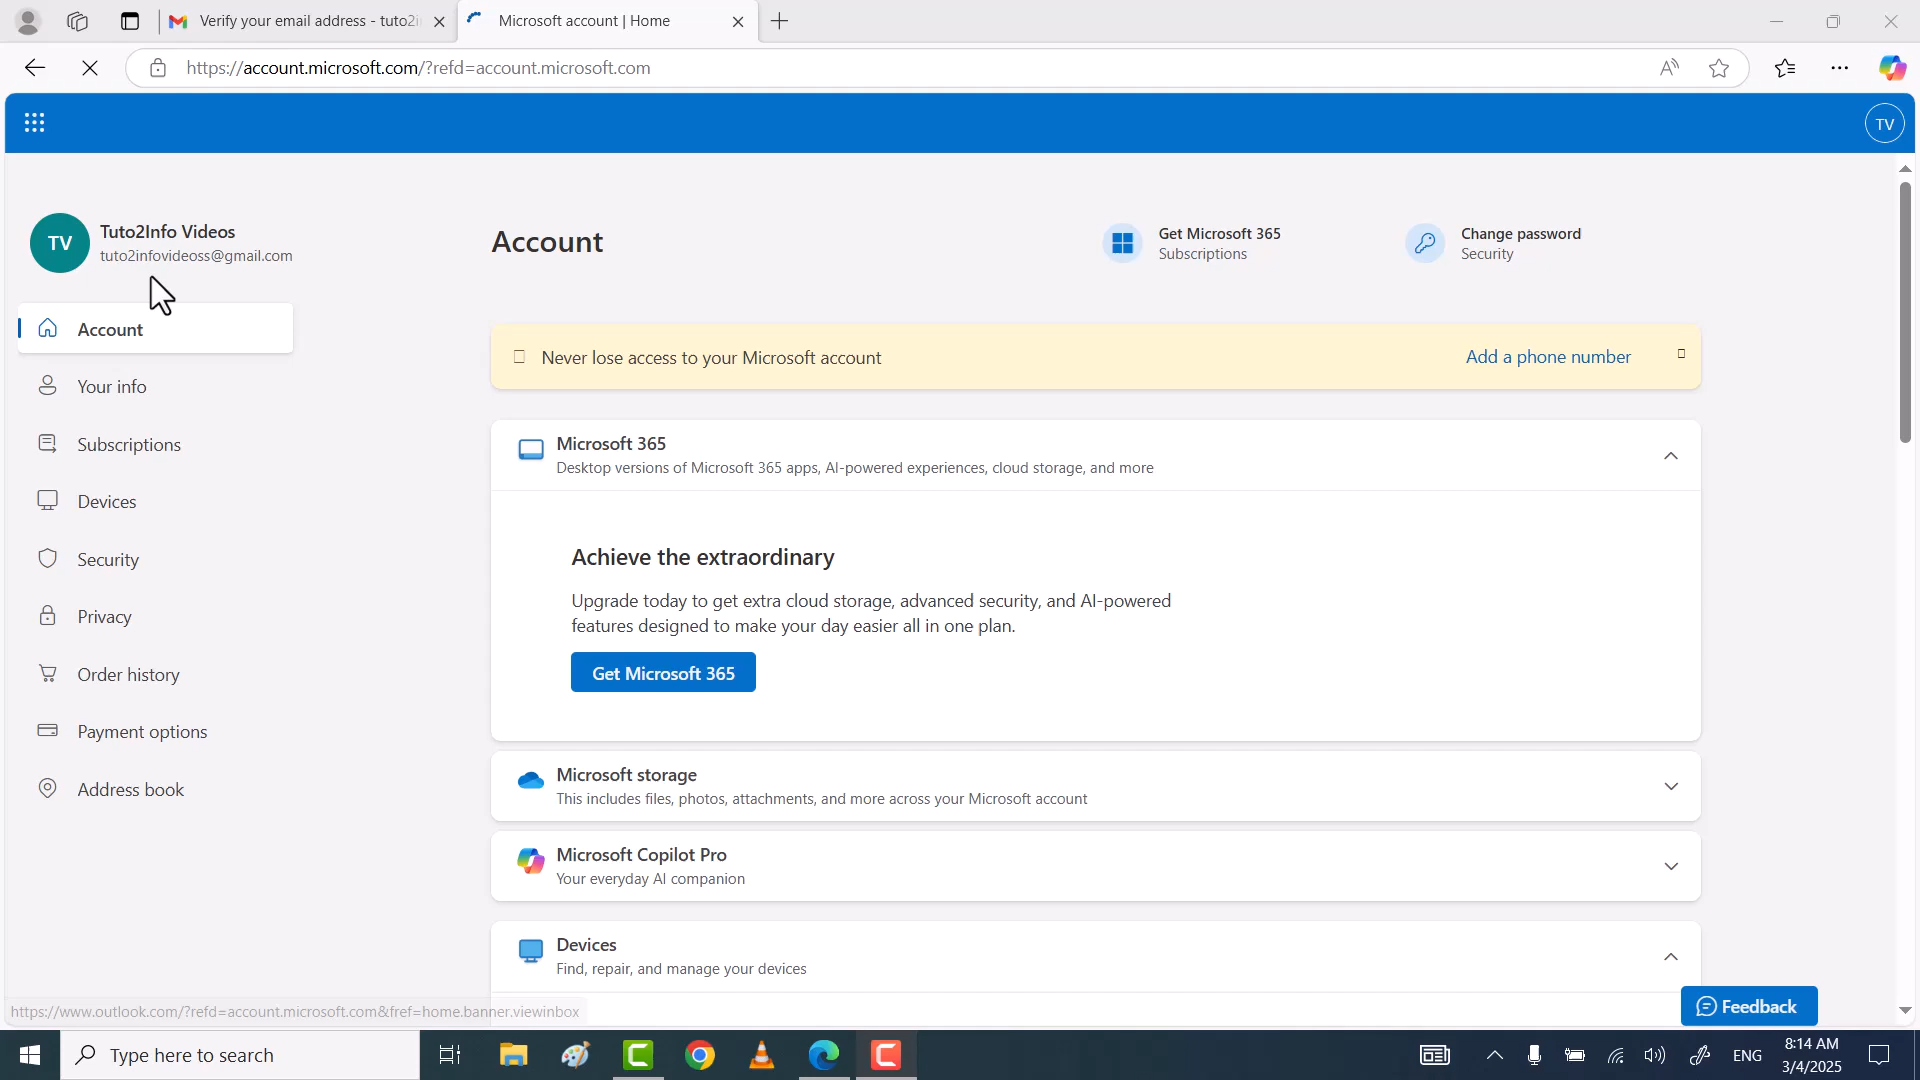 Verify your email address - tuto2i
Microsoft account | Home
https://account.microsoft.com/?refd=account.microsoft.com
TV
TV
Tuto2Info Videos
tuto2infovideoss@gmail.com
Account
Your info
Subscriptions
Devices
Security
Privacy
Order history
Payment options
Address book
Account
Get Microsoft 365
Subscriptions
Change password
Security
Never lose access to your Microsoft account
Add a phone number
Microsoft 365
Desktop versions of Microsoft 365 apps, AI-powered experiences, cloud storage, and more
Achieve the extraordinary
Upgrade today to get extra cloud storage, advanced security, and AI-powered
features designed to make your day easier all in one plan.
Get Microsoft 365
Microsoft storage
This includes files, photos, attachments, and more across your Microsoft account
Microsoft Copilot Pro
Your everyday AI companion
Devices
Find, repair, and manage your devices
Feedback
https://www.outlook.com/?refd=account.microsoft.com&fref=home.banner.viewinbox
Type here to search
ENG
8:14 AM
3/4/2025